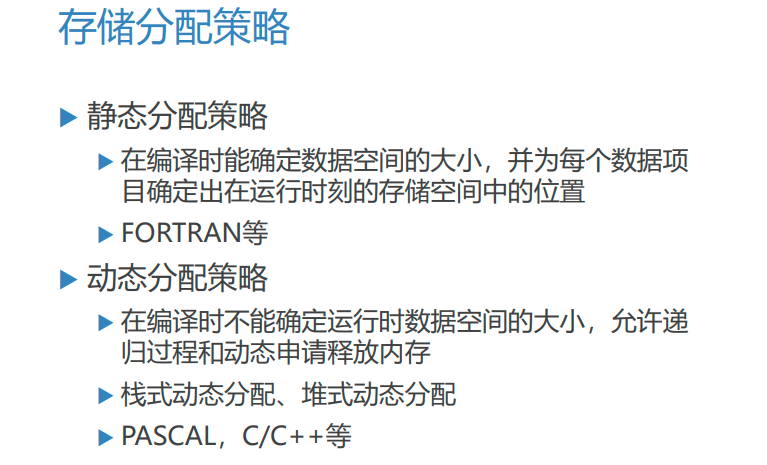 存储分配策略
静态分配策略
在编译时能确定数据空间的大小，并为每个数据项
目确定出在运行时刻的存储空间中的位置
FORTRAN等
动态分配策略
在编译时不能确定运行时数据空间的大小，允许递
归过程和动态申请释放内存
栈式动态分配、堆式动态分配
PASCAL，C/C++等